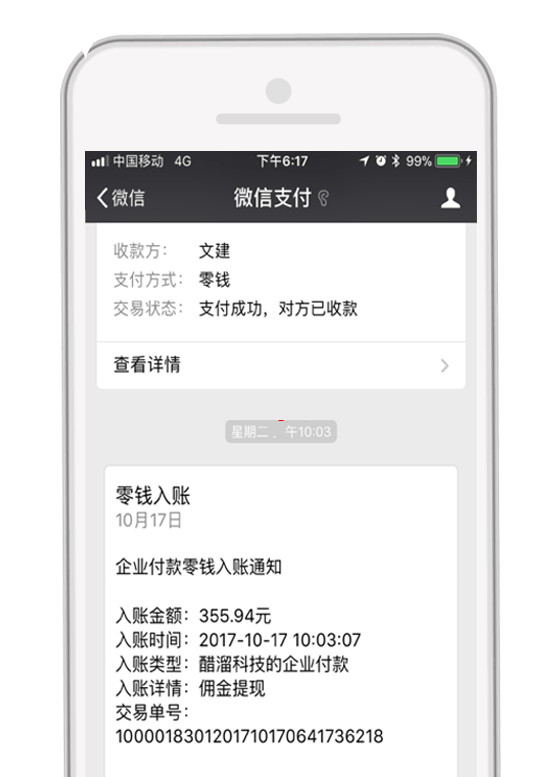 中国移动 4G 下午6:17 99%
微信 微信支付
收款方： 文建
支付方式： 零钱
交易状态： 支付成功，对方已收款
查看详情
星期二 午10:03
零钱入账
10月17日
企业付款零钱入账通知
入账金额：355.94元
入账时间：2017-10-17 10:03:07
入账类型：醋溜科技的企业付款
入账详情：佣金提现
交易单号：
1000018301201710170641736218